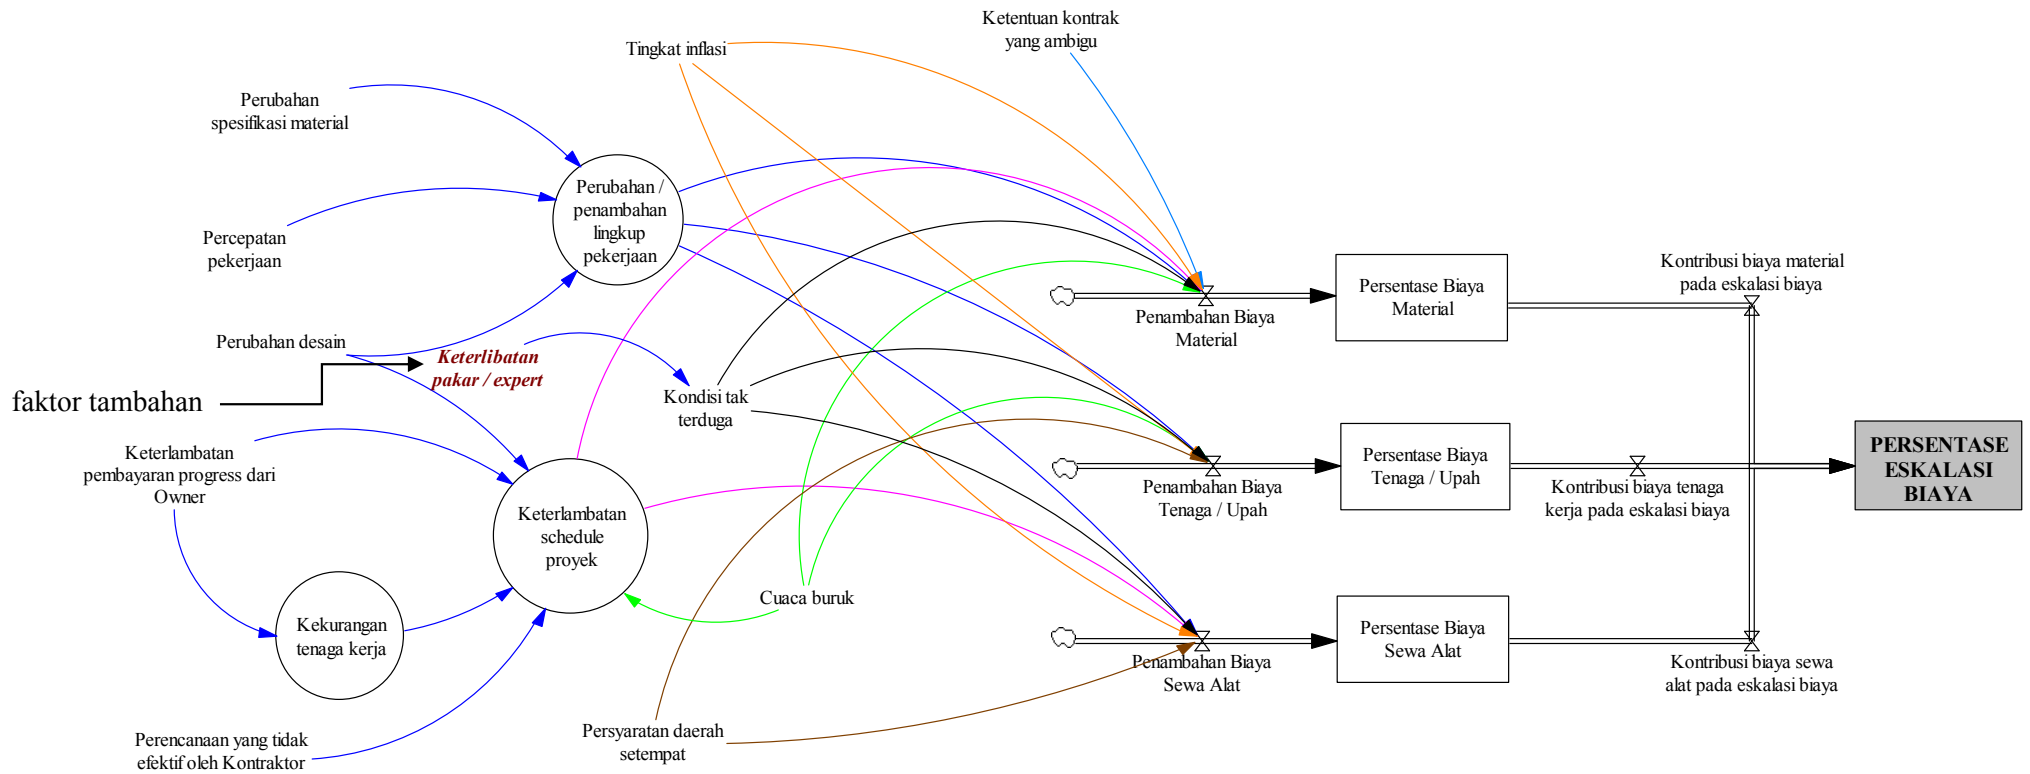 Ketentuan kontrak
yang ambigu
Tingkat inflasi
Perubahan
spesifikasi material
Perubahan /
penambahan
lingkup
pekerjaan
Percepatan
pekerjaan
Perubahan desain
Keterlibatan
pakar / expert
faktor tambahan
Kondisi tak
terduga
Keterlambatan
pembayaran progress dari
Owner
Keterlambatan
schedule
proyek
Kekurangan
tenaga kerja
Cuaca buruk
Perencanaan yang tidak
efektif oleh Kontraktor
Persyaratan daerah
setempat
Penambahan Biaya
Material
Persentase Biaya
Material
Kontribusi biaya material
pada eskalasi biaya
Penambahan Biaya
Tenaga / Upah
Persentase Biaya
Tenaga / Upah
Kontribusi biaya tenaga
kerja pada eskalasi biaya
PERSENTASE
ESKALASI
BIAYA
Penambahan Biaya
Sewa Alat
Persentase Biaya
Sewa Alat
Kontribusi biaya sewa
alat pada eskalasi biaya